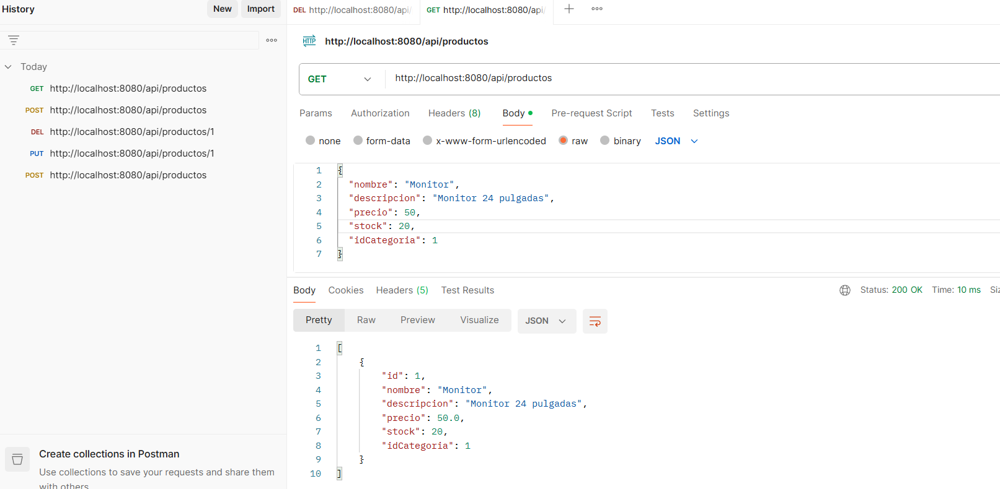 History
New
Import
DEL http://localhost:8080/api/
GET http://localhost:8080/api/
Today
GET http://localhost:8080/api/productos
POST http://localhost:8080/api/productos
DEL http://localhost:8080/api/productos/1
PUT http://localhost:8080/api/productos/1
POST http://localhost:8080/api/productos
Create collections in Postman
Use collections to save your requests and share them
with others
HTTP http://localhost:8080/api/productos
GET http://localhost:8080/api/productos
Params Authorization Headers (8) Body Pre-request Script Tests Settings
none form-data x-www-form-urlencoded raw binary JSON
1 {
2 "nombre": "Monitor",
3 "descripcion": "Monitor 24 pulgadas",
4 "precio": 50,
5 "stock": 20,
6 "idCategoria": 1
7 }
Body Cookies Headers (5) Test Results Status: 200 OK Time: 10 ms
Pretty Raw Preview Visualize JSON
1 [
2 {
3 "id": 1,
4 "nombre": "Monitor",
5 "descripcion": "Monitor 24 pulgadas",
6 "precio": 50.0,
7 "stock": 20,
8 "idCategoria": 1
9 }
10 ]